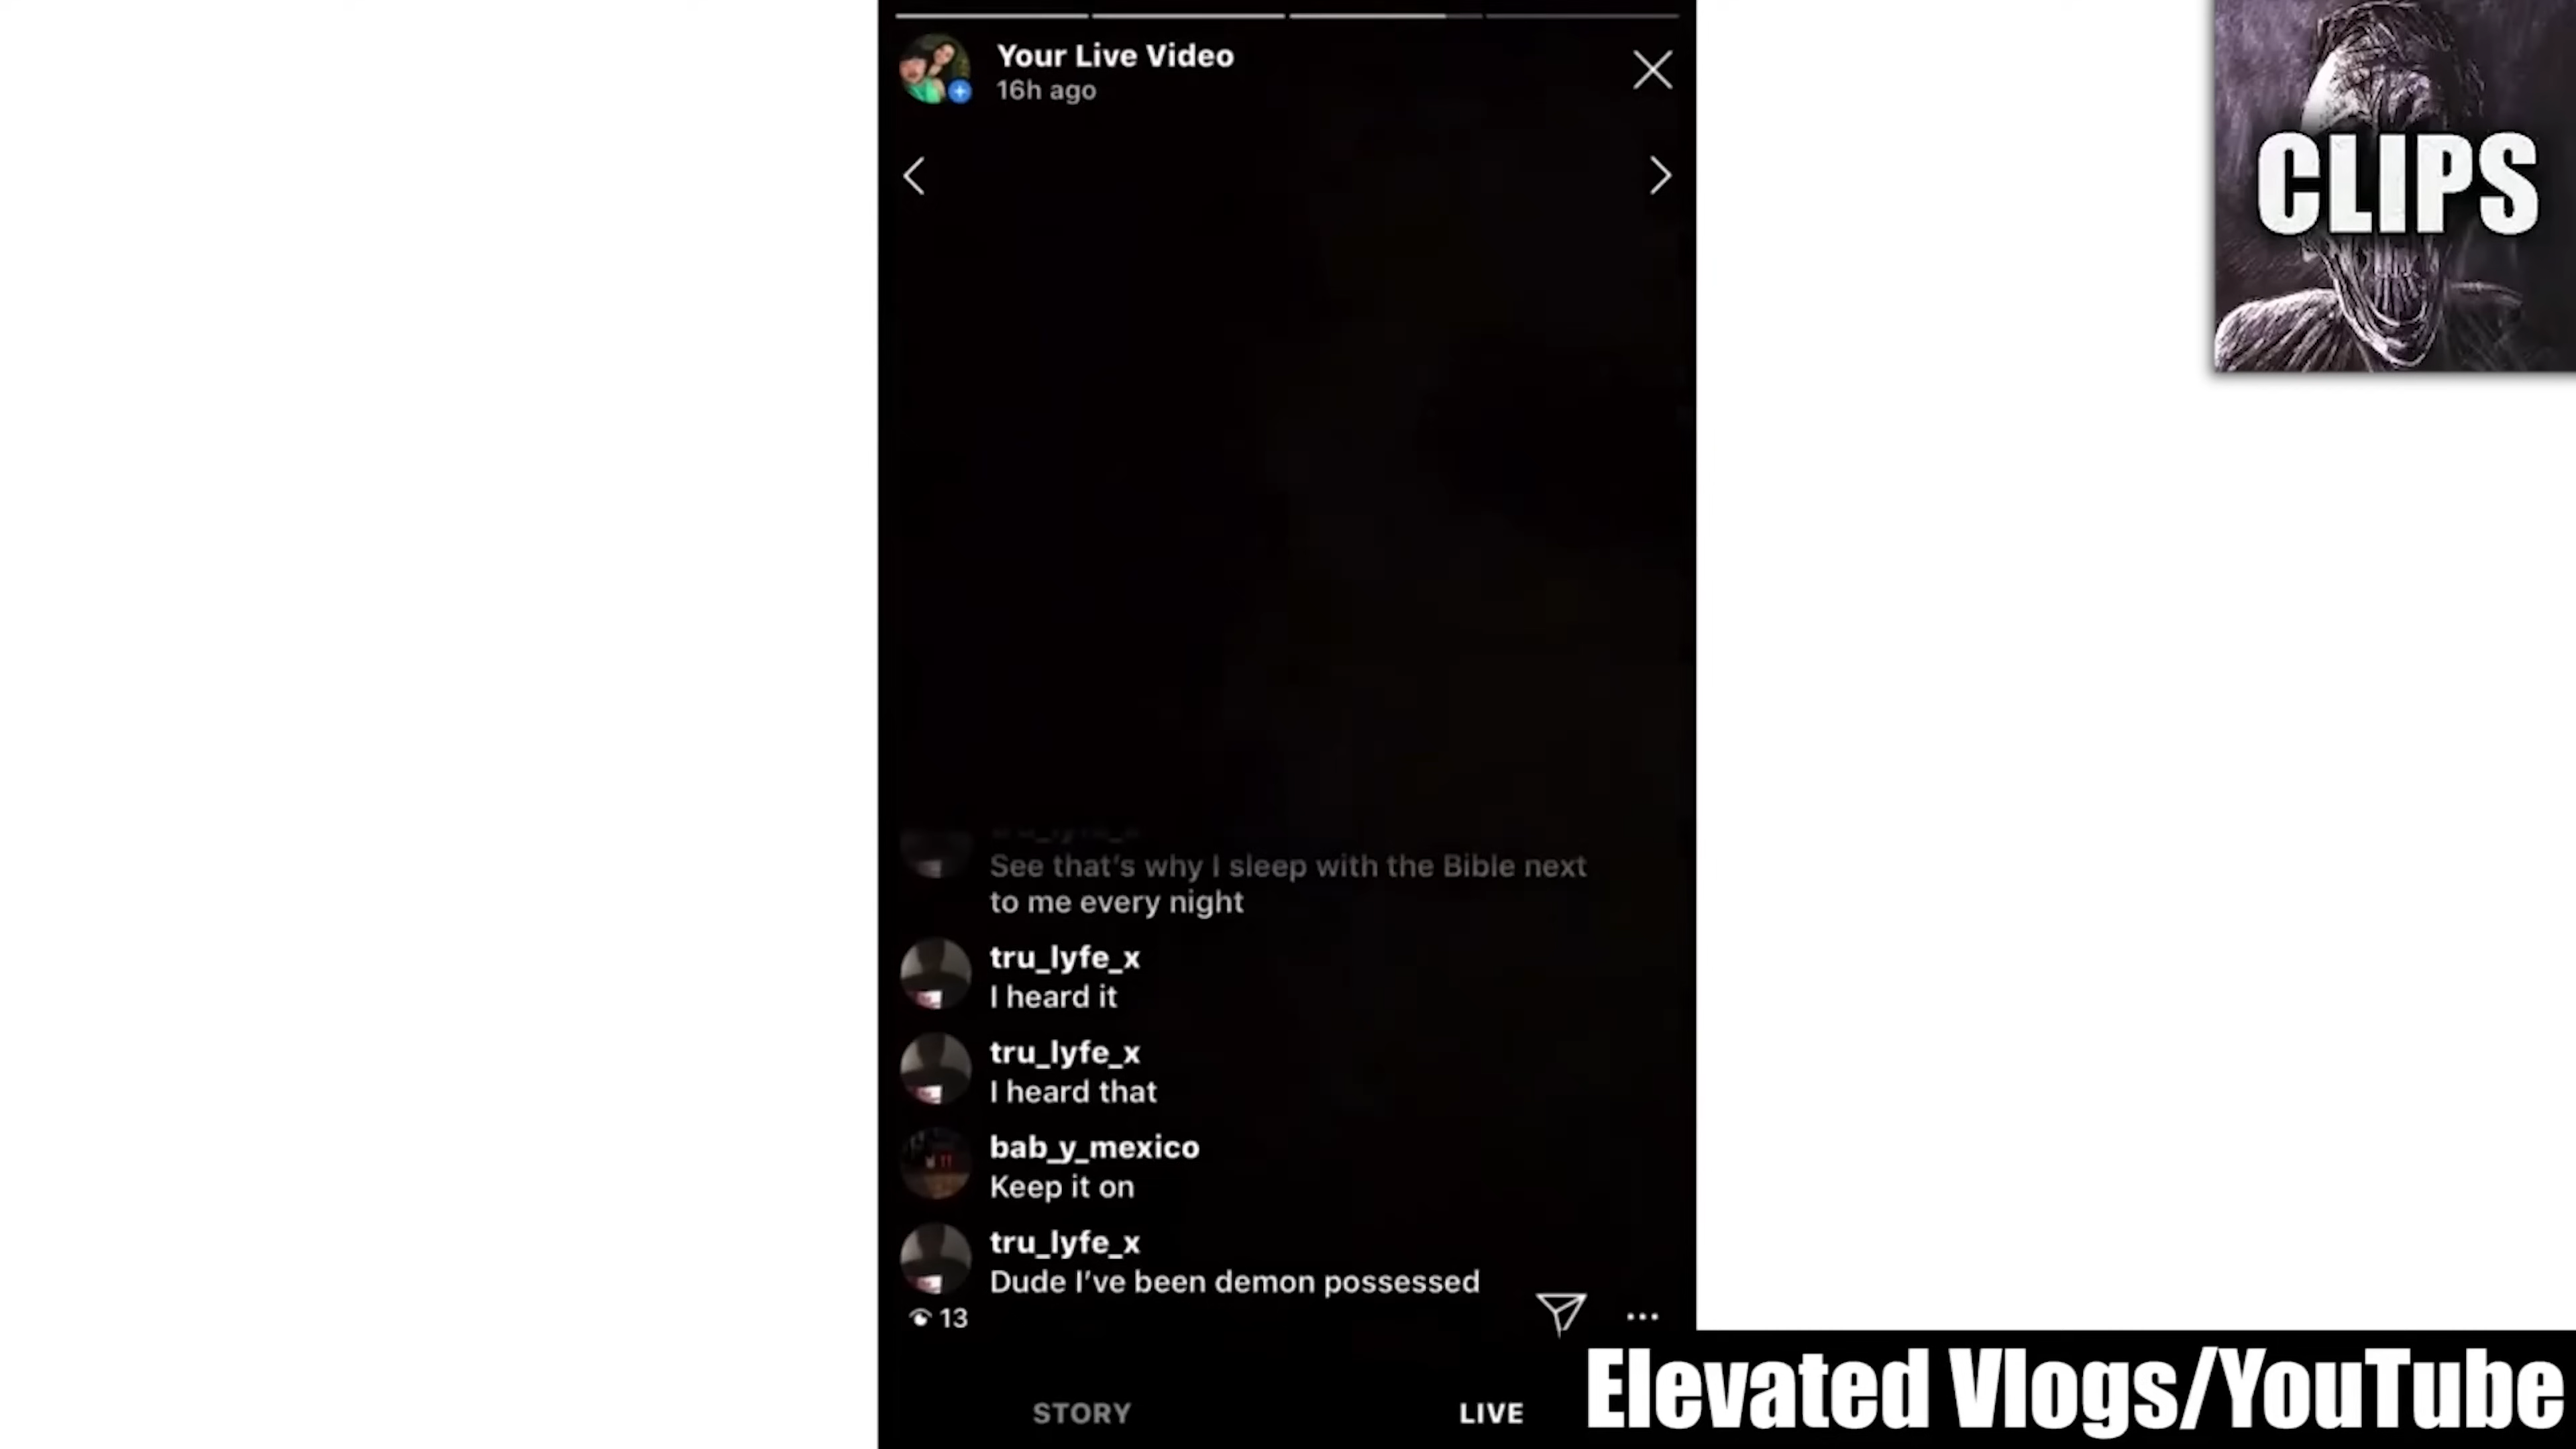 Your Live Video
16h ago
CLIPS
See that's why I sleep with the Bible next
to me every night
tru_lyfe_x
I heard it
tru_lyfe_x
I heard that
bab_y_mexico
Keep it on
tru_lyfe_x
Dude I've been demon possessed
13
STORY
LIVE
Elevated Vlogs/YouTube